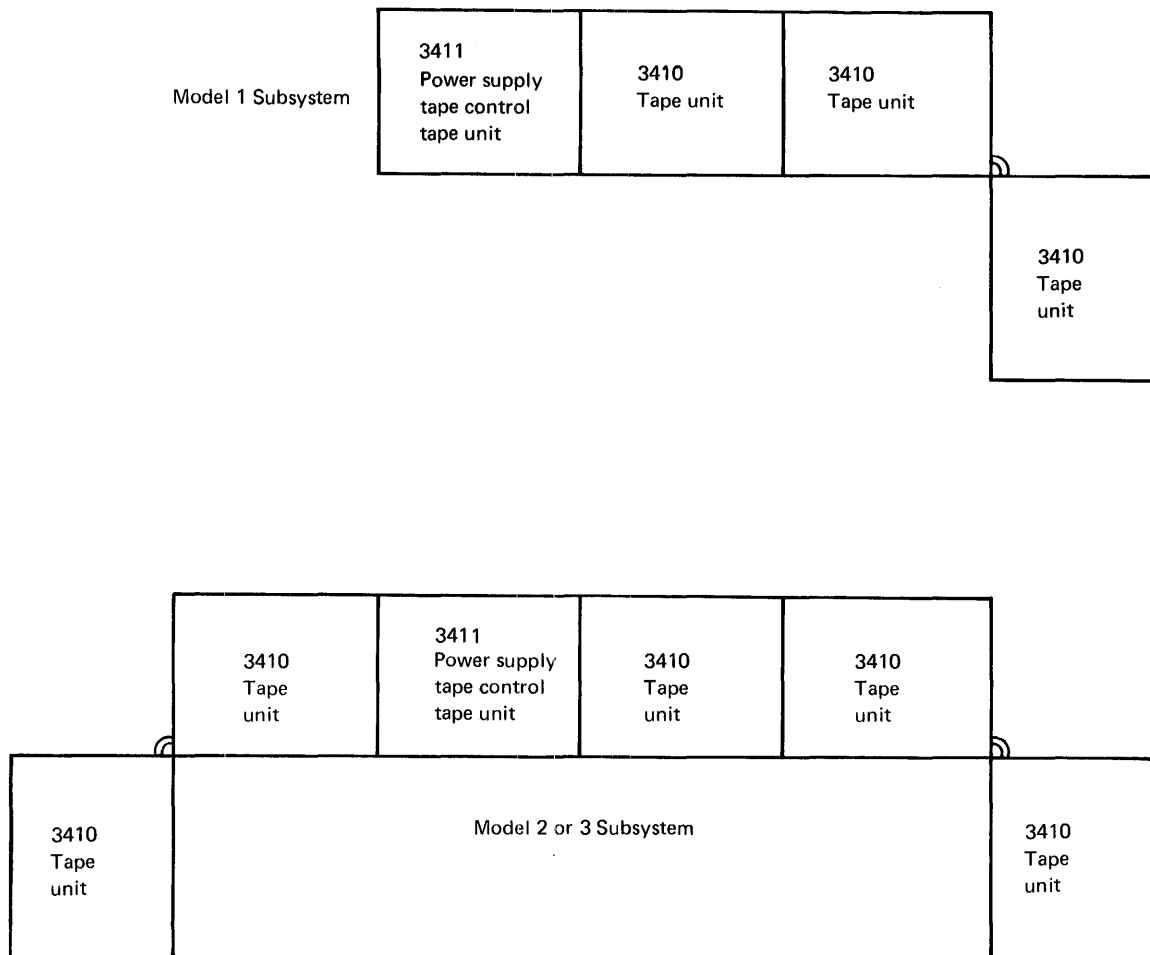 Model 1 Subsystem
3411
Power supply
tape control
tape unit
3410
Tape unit
3410
Tape unit
3410
Tape
unit
3410
Tape
unit
3411
Power supply
tape control
tape unit
3410
Tape
unit
3410
Tape
unit
3410
Tape
unit
Model 2 or 3 Subsystem
3410
Tape
unit